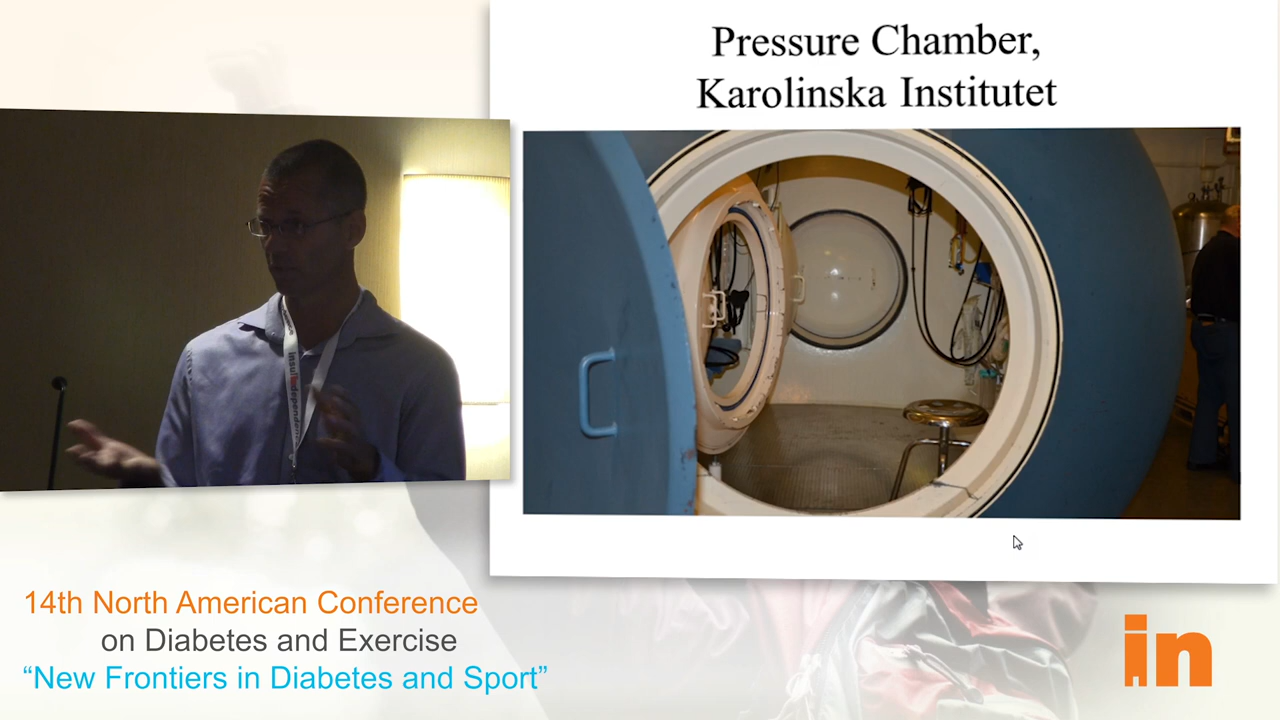 Pressure Chamber,
Karolinska Institutet
insulindependence
14th North American Conference
on Diabetes and Exercise
“New Frontiers in Diabetes and Sport”
in